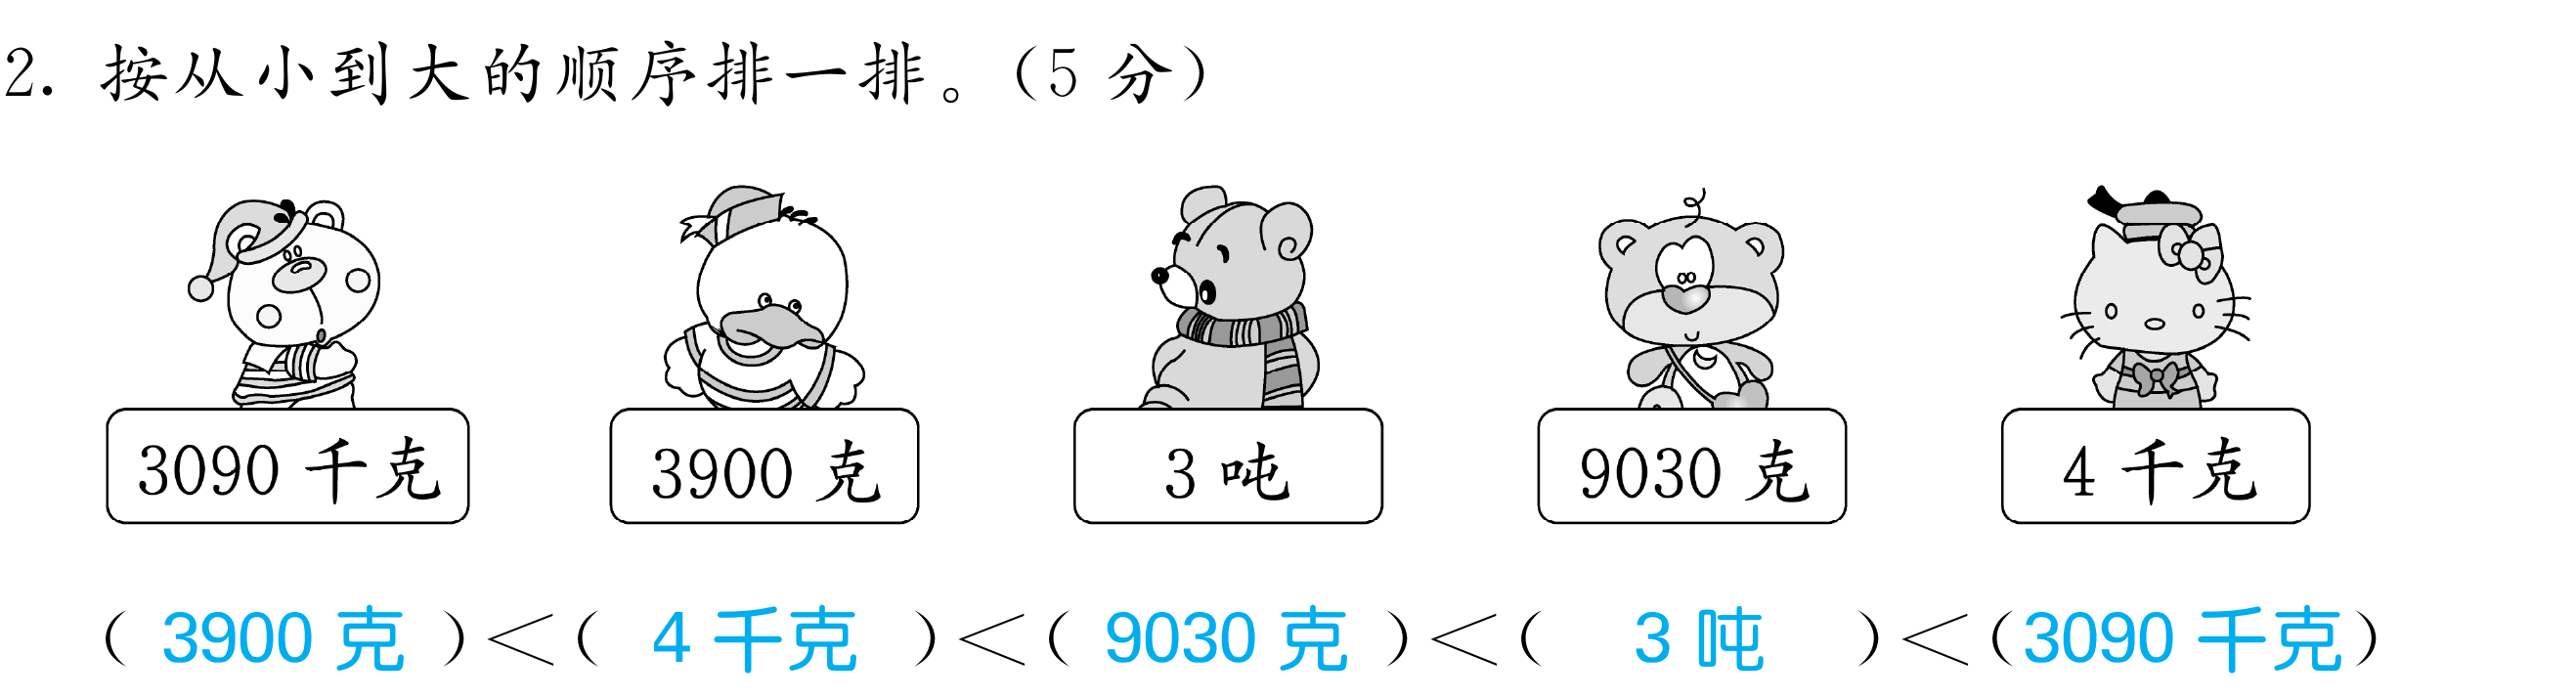 2. 按从小到大的顺序排一排。(5 分)
3090 千克 3900 克 3 吨 9030 克 4 千克
( 3900 克 )<( 4 千克 )<( 9030 克 )<( 3 吨 )<(3090 千克)